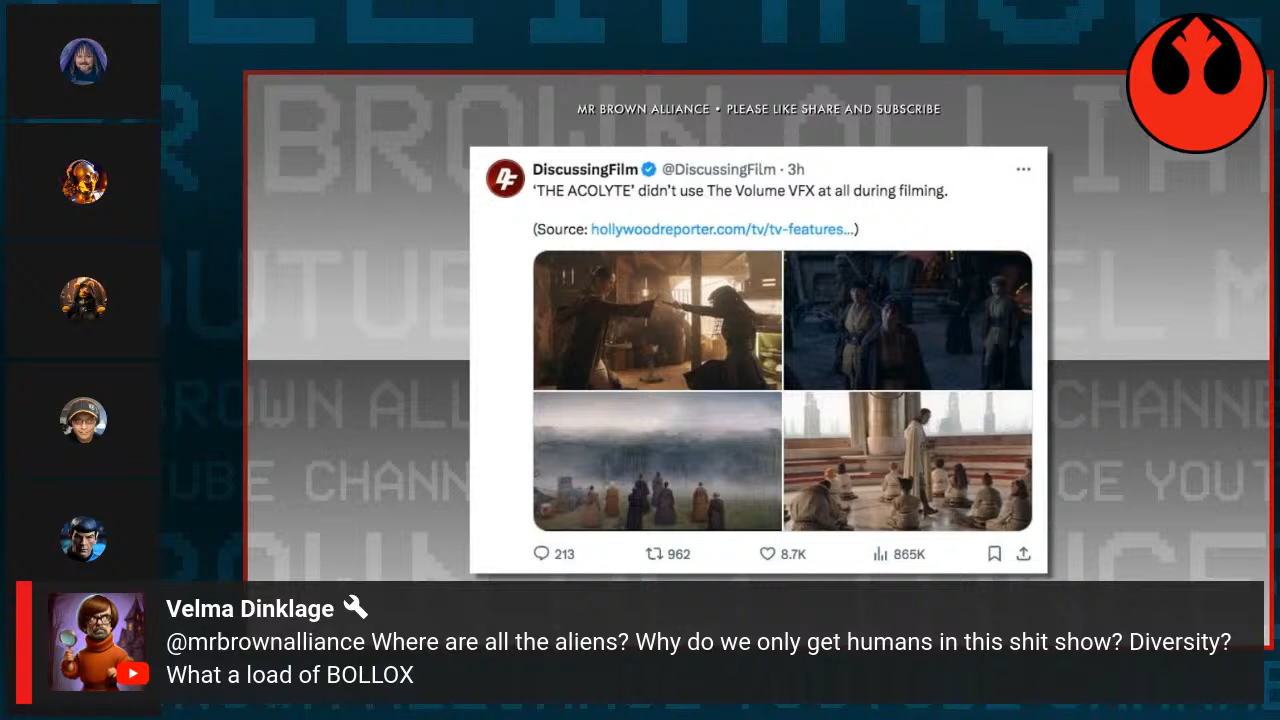 MR BROWN ALLIANCE • PLEASE LIKE SHARE AND SUBSCRIBE
DiscussingFilm @DiscussingFilm · 3h
‘THE ACOLYTE’ didn’t use The Volume VFX at all during filming.
(Source: hollywoodreporter.com/tv/tv-features…)
213 962 8.7K 865K
Velma Dinklage
@mrbrownalliance Where are all the aliens? Why do we only get humans in this shit show? Diversity?
What a load of BOLLOX